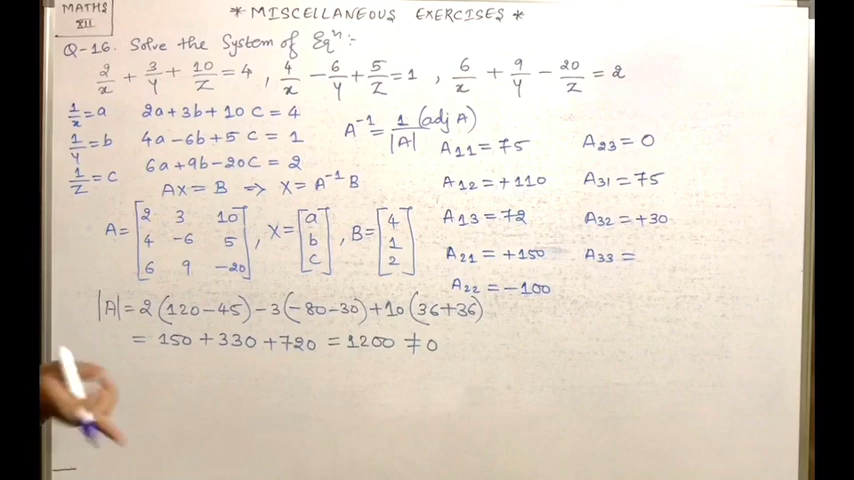 MATHS
XII
* MISCELLANEOUS EXERCISES *
Q-16. Solve the System of Eqⁿ :-
2/x + 3/y + 10/z = 4 , 4/x - 6/y + 5/z = 1 , 6/x + 9/y - 20/z = 2
1/x = a 2a + 3b + 10c = 4
1/y = b 4a - 6b + 5c = 1
1/z = c 6a + 9b - 20c = 2
AX = B => X = A⁻¹ B
A⁻¹ = 1/|A| (adj A)
A = [2 3 10
4 -6 5
6 9 -20] , X = [a
b
c] , B = [4
1
2]
|A| = 2(120-45) - 3(-80-30) + 10(36+36)
= 150 + 330 + 720 = 1200 ≠ 0
A₁₁ = 75
A₁₂ = +110
A₁₃ = 72
A₂₁ = +150
A₂₂ = -100
A₂₃ = 0
A₃₁ = 75
A₃₂ = +30
A₃₃ =